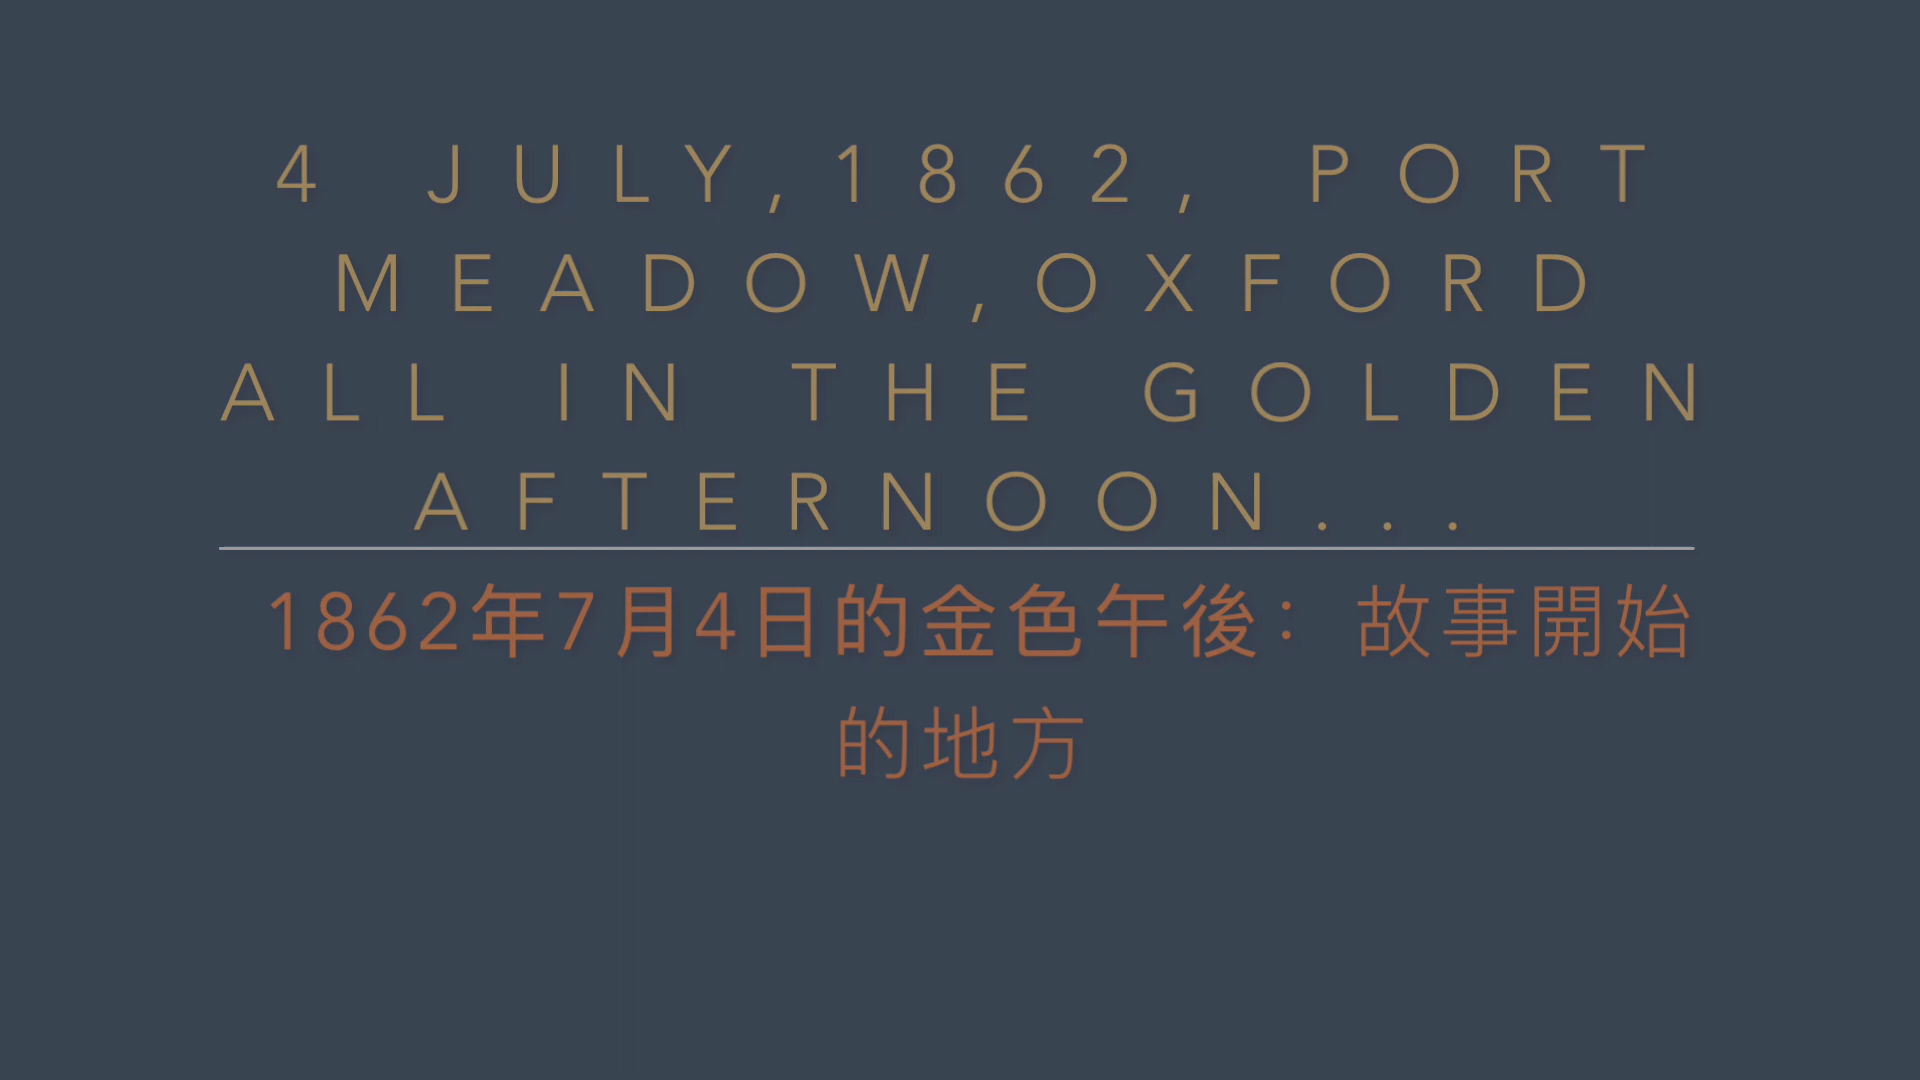 4 JULY,1862, PORT
MEADOW,OXFORD
ALL IN THE GOLDEN
AFTERNOON...
1862年7月4日的金色午後：故事開始
的地方